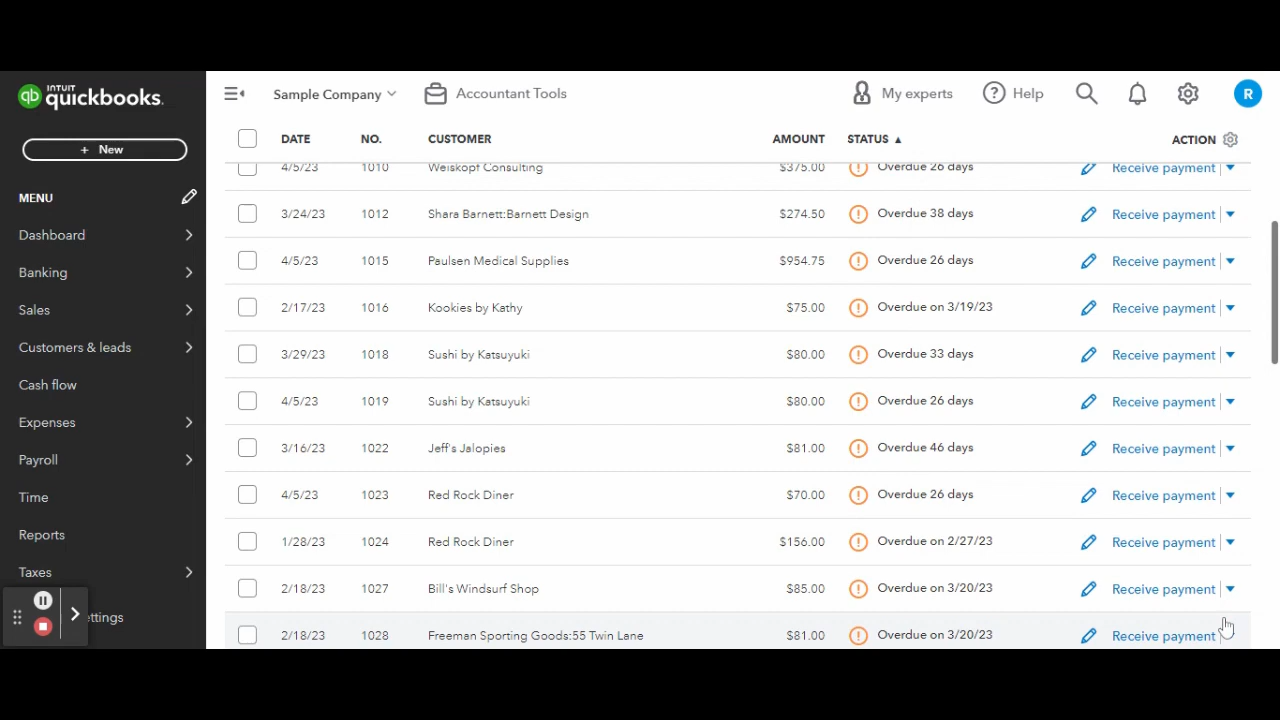 INTUIT
qb quickbooks.
Sample Company
Accountant Tools
My experts
Help
R
+ New
MENU
Dashboard
Banking
Sales
Customers & leads
Cash flow
Expenses
Payroll
Time
Reports
Taxes
ettings
DATE NO. CUSTOMER AMOUNT STATUS ▲ ACTION
4/5/23 1010 Weiskopf Consulting $375.00 Overdue 26 days Receive payment
3/24/23 1012 Shara Barnett:Barnett Design $274.50 Overdue 38 days Receive payment
4/5/23 1015 Paulsen Medical Supplies $954.75 Overdue 26 days Receive payment
2/17/23 1016 Kookies by Kathy $75.00 Overdue on 3/19/23 Receive payment
3/29/23 1018 Sushi by Katsuyuki $80.00 Overdue 33 days Receive payment
4/5/23 1019 Sushi by Katsuyuki $80.00 Overdue 26 days Receive payment
3/16/23 1022 Jeff's Jalopies $81.00 Overdue 46 days Receive payment
4/5/23 1023 Red Rock Diner $70.00 Overdue 26 days Receive payment
1/28/23 1024 Red Rock Diner $156.00 Overdue on 2/27/23 Receive payment
2/18/23 1027 Bill's Windsurf Shop $85.00 Overdue on 3/20/23 Receive payment
2/18/23 1028 Freeman Sporting Goods:55 Twin Lane $81.00 Overdue on 3/20/23 Receive payment